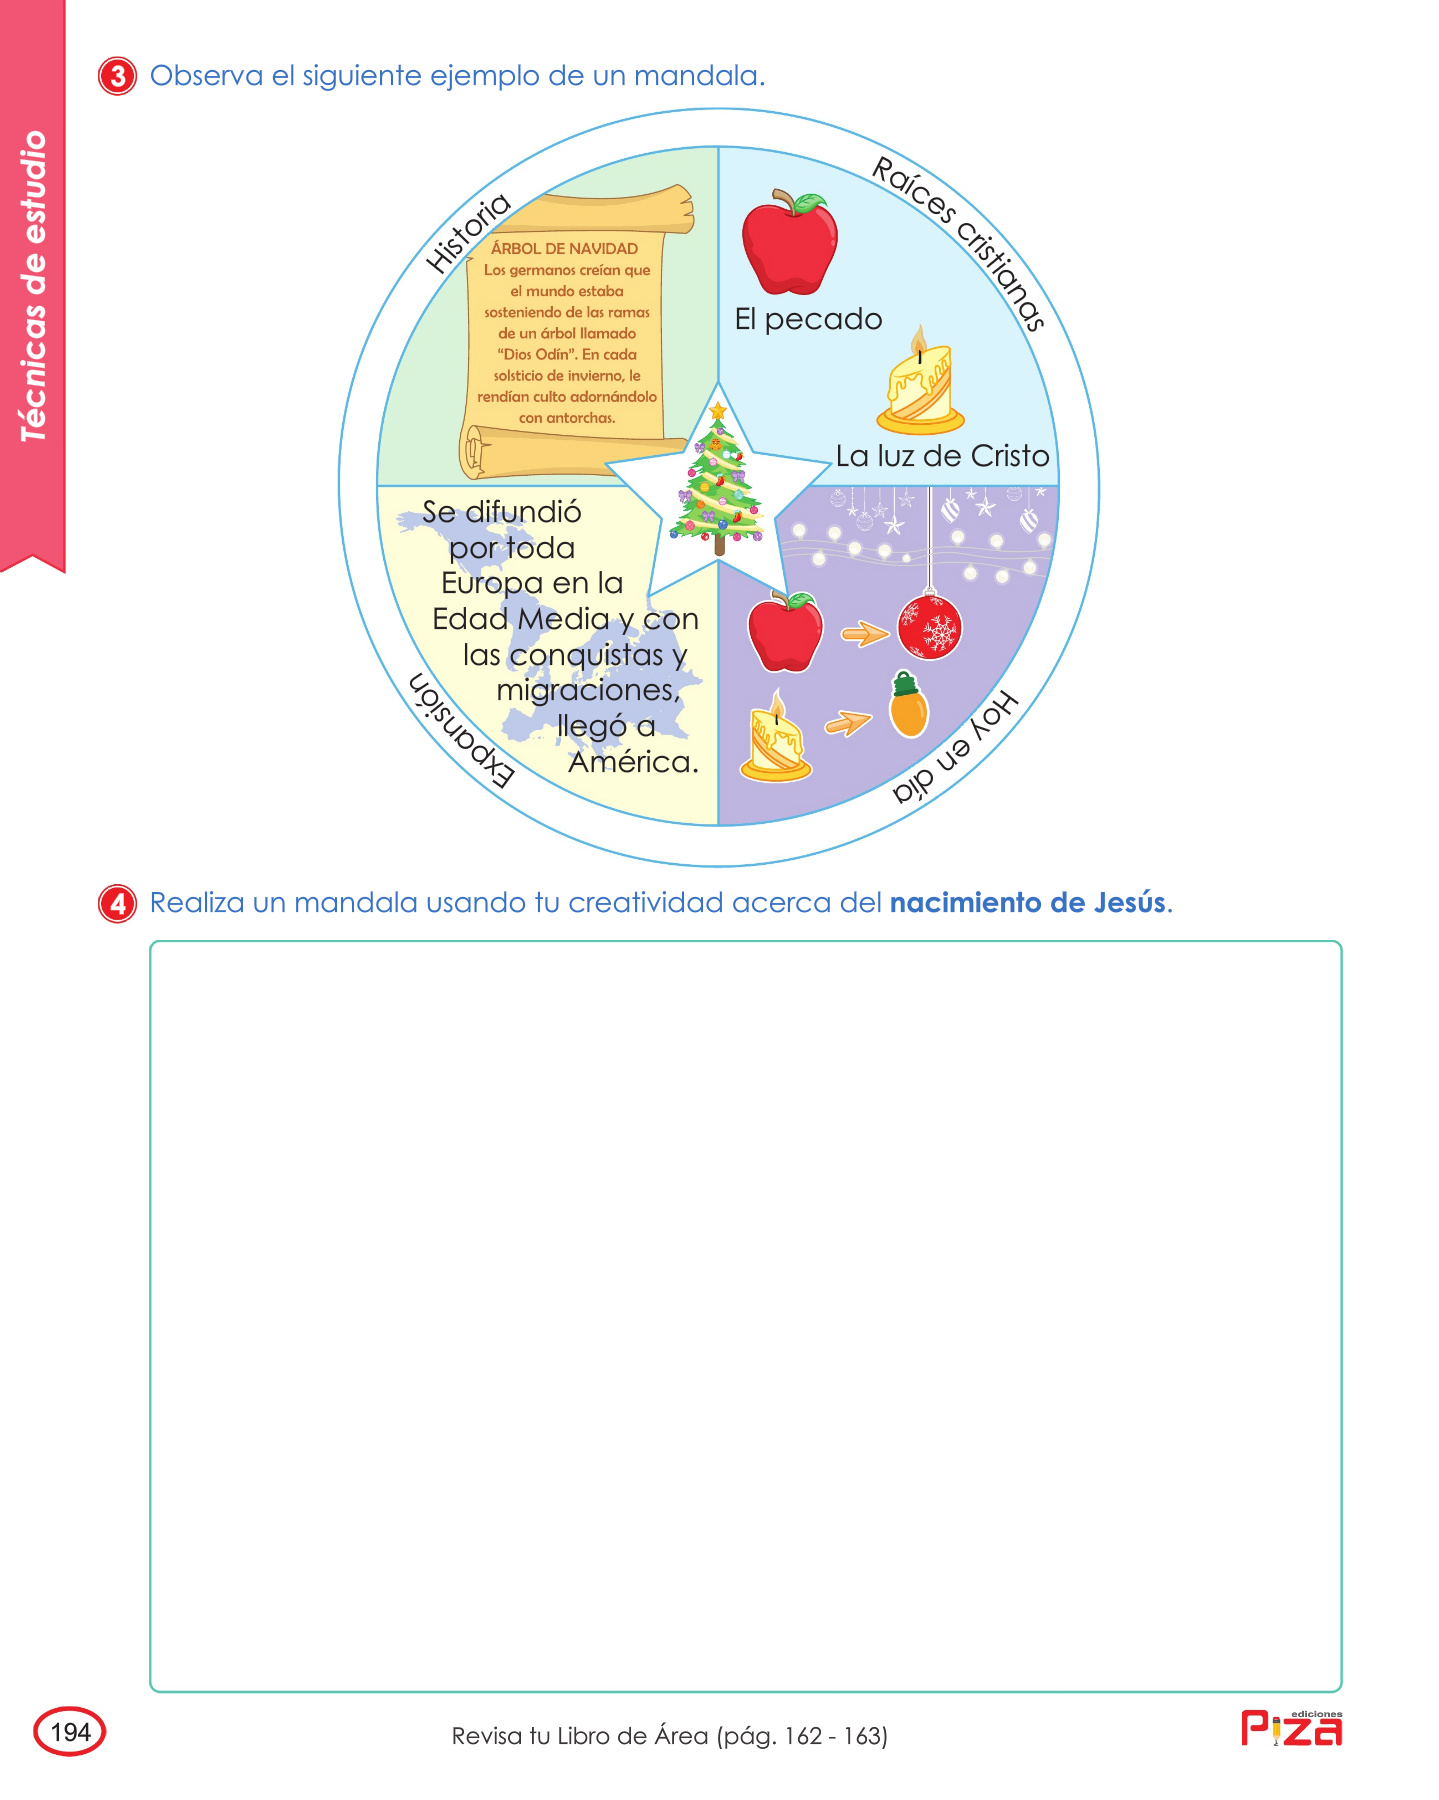 Técnicas de estudio
3 Observa el siguiente ejemplo de un mandala.
Historia
ÁRBOL DE NAVIDAD
Los germanos creían que
el mundo estaba
sosteniendo de las ramas
de un árbol llamado
“Dios Odín”. En cada
solsticio de invierno, le
rendían culto adornándolo
con antorchas.
Raíces cristianas
El pecado
La luz de Cristo
Expansión
Se difundió
por toda
Europa en la
Edad Media y con
las conquistas y
migraciones,
llegó a
América.
Hoy en día
4 Realiza un mandala usando tu creatividad acerca del nacimiento de Jesús.
194
Revisa tu Libro de Área (pág. 162 - 163)
ediciones
Piza